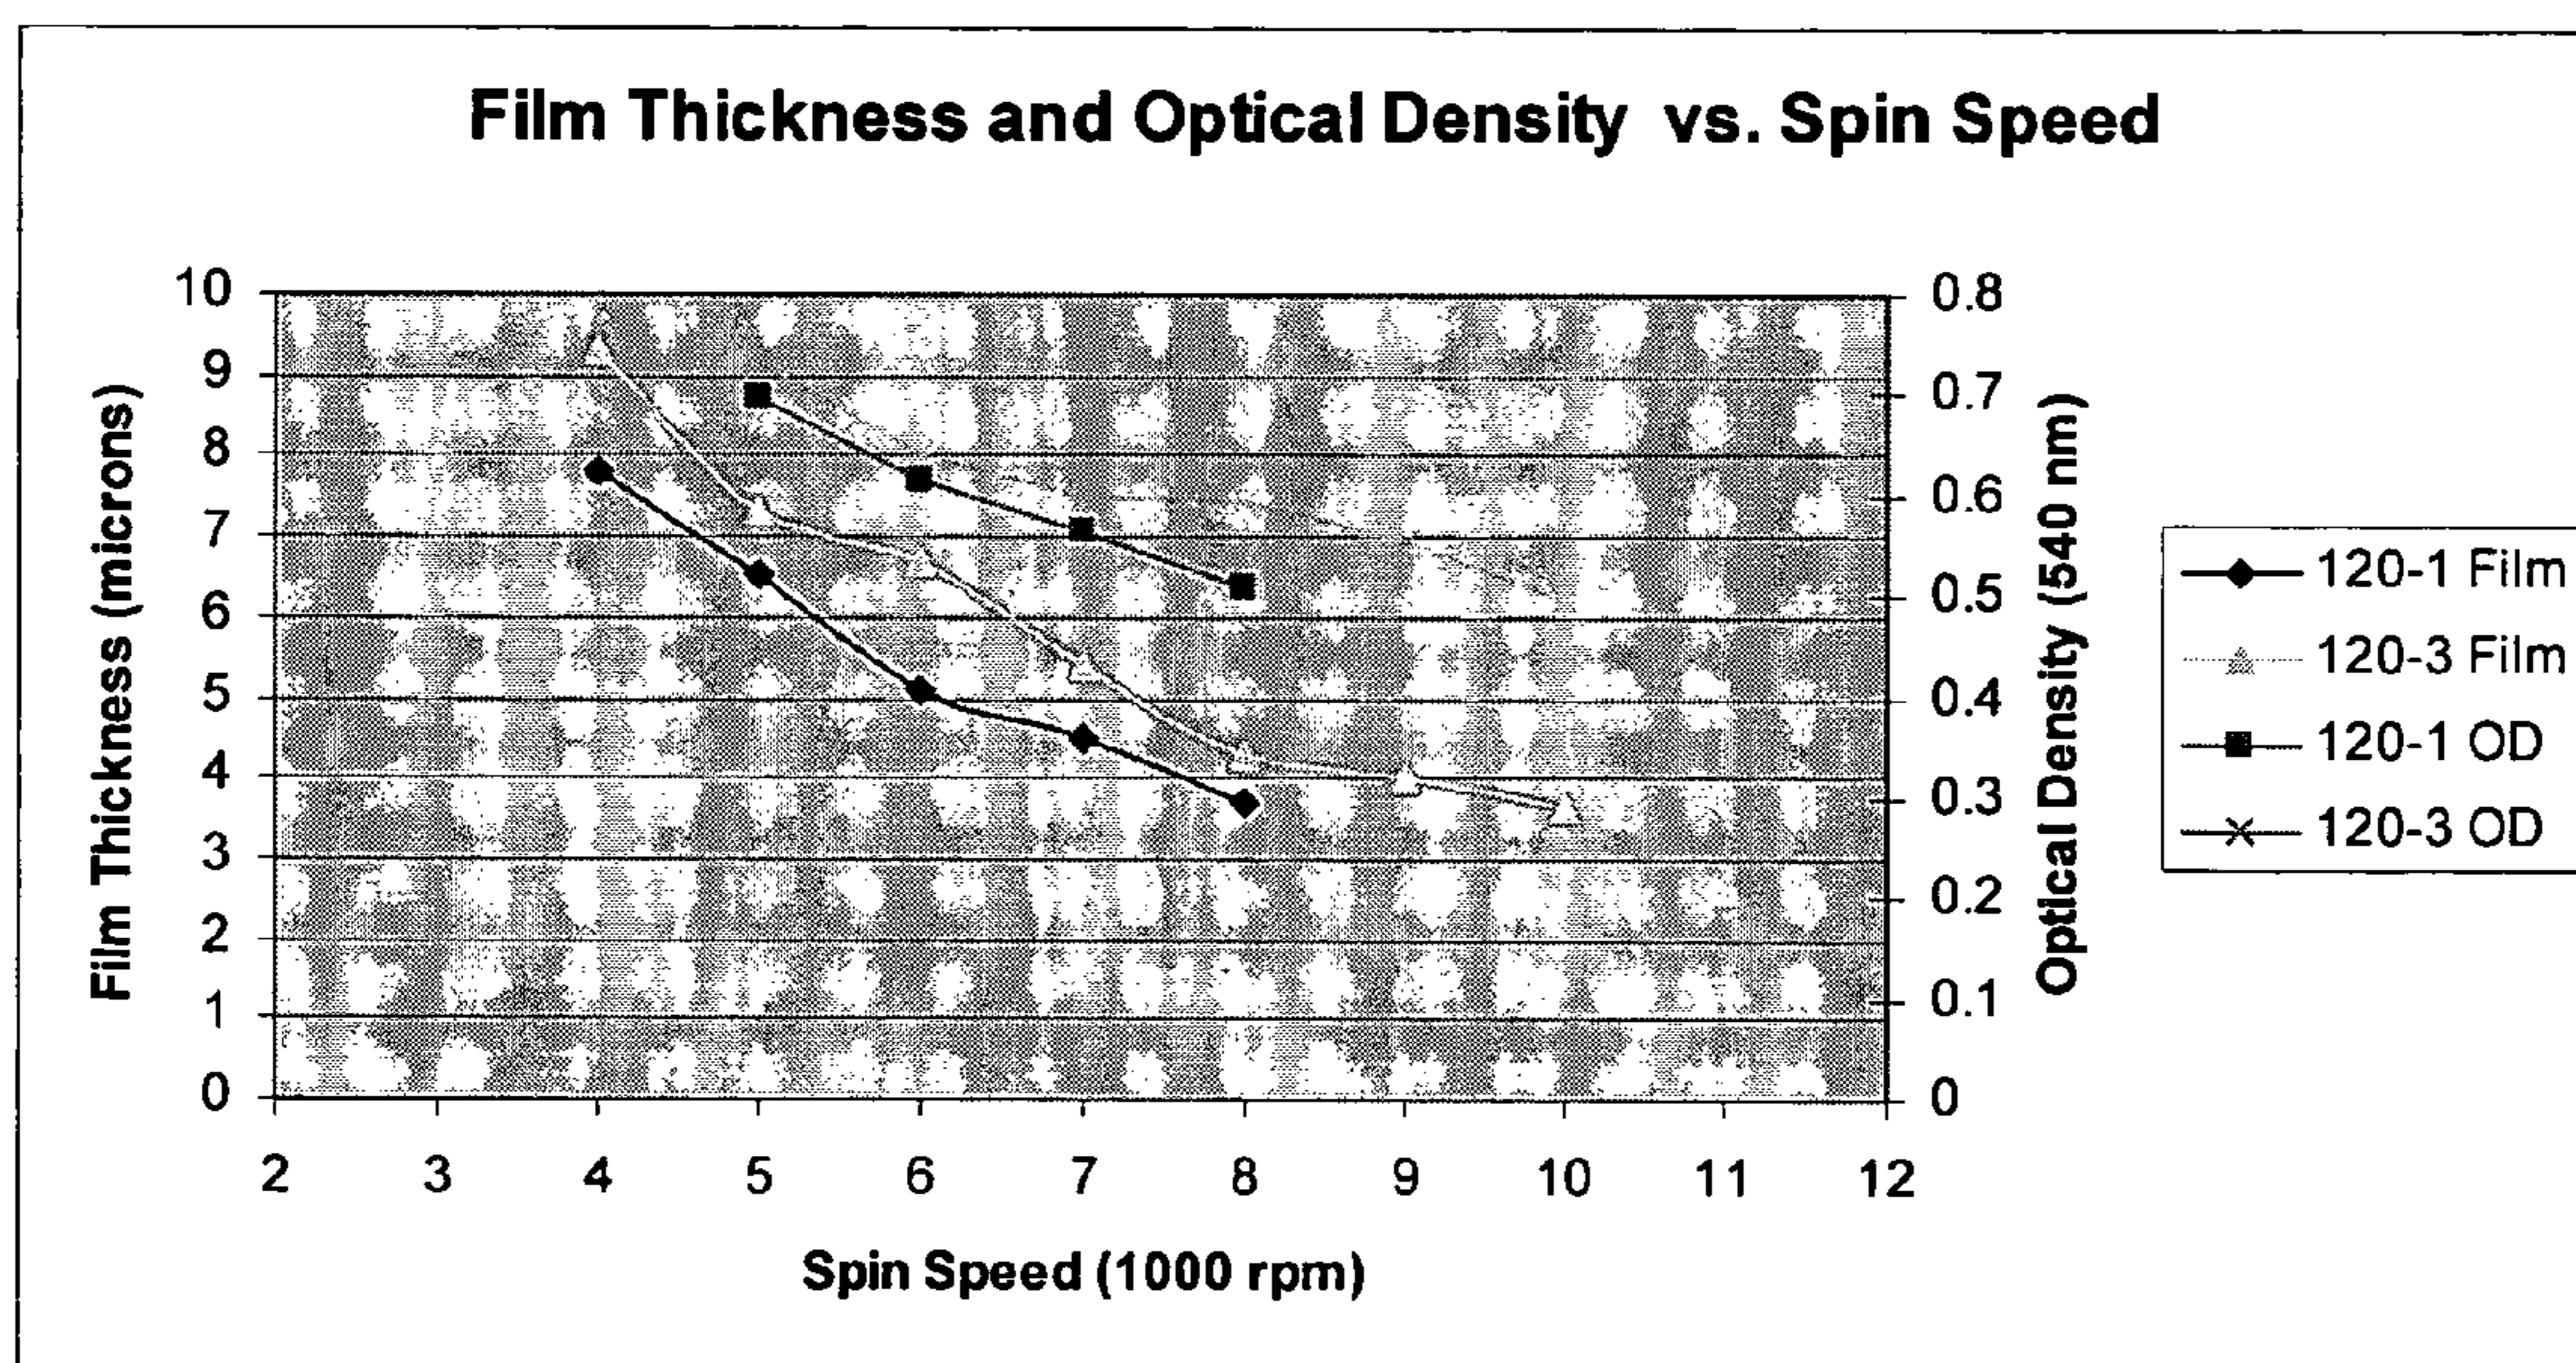 Film Thickness and Optical Density vs. Spin Speed
Film Thickness (microns)
10
9
8
7
6
5
4
3
2
1
0
0.8
0.7
0.6
0.5
0.4
0.3
0.2
0.1
0
Optical Density (540 nm)
2 3 4 5 6 7 8 9 10 11 12
Spin Speed (1000 rpm)
120-1 Film
120-3 Film
120-1 OD
120-3 OD